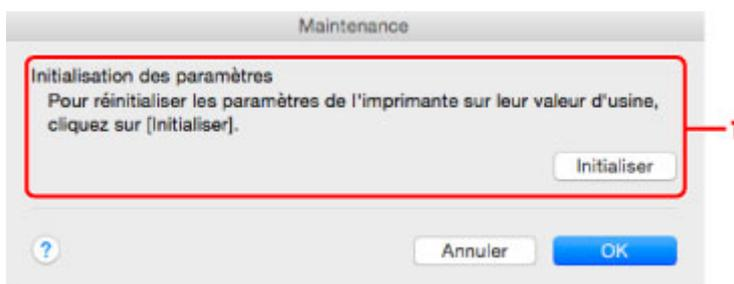 Maintenance
Initialisation des paramètres
Pour réinitialiser les paramètres de l'imprimante sur leur valeur d'usine,
cliquez sur [Initialiser].
1
Initialiser
?
Annuler
OK